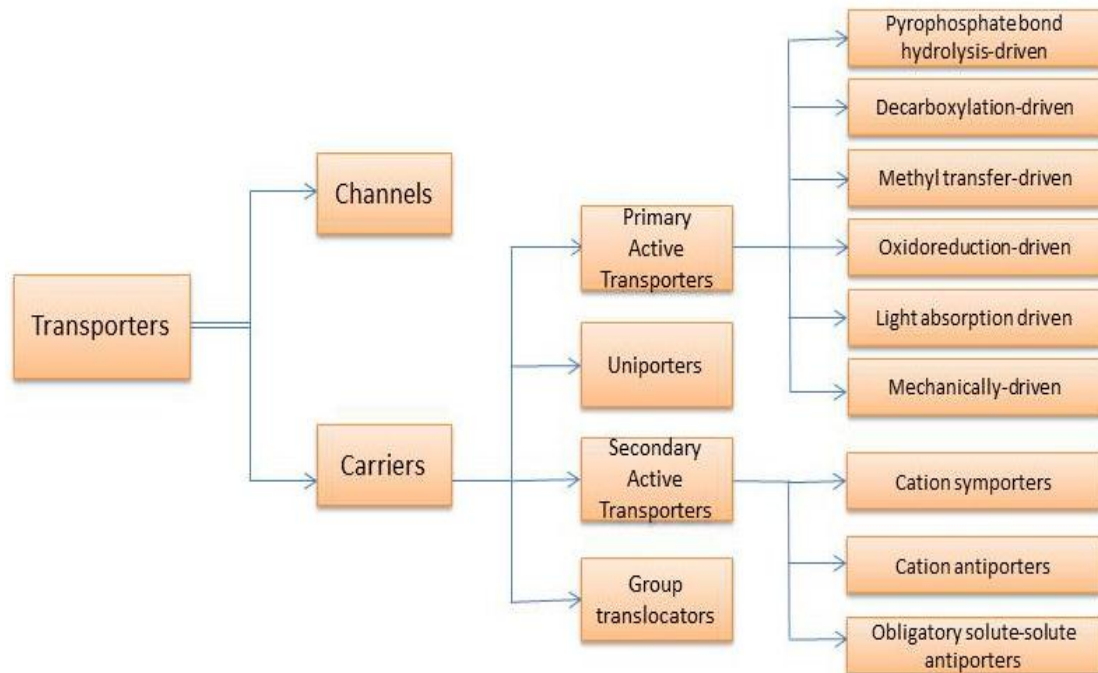 Transporters
Channels
Carriers
Primary
Active
Transporters
Uniporters
Secondary
Active
Transporters
Group
translocators
Pyrophosphate bond
hydrolysis-driven
Decarboxylation-driven
Methyl transfer-driven
Oxidoreduction-driven
Light absorption driven
Mechanically-driven
Cation symporters
Cation antiporters
Obligatory solute-solute
antiporters